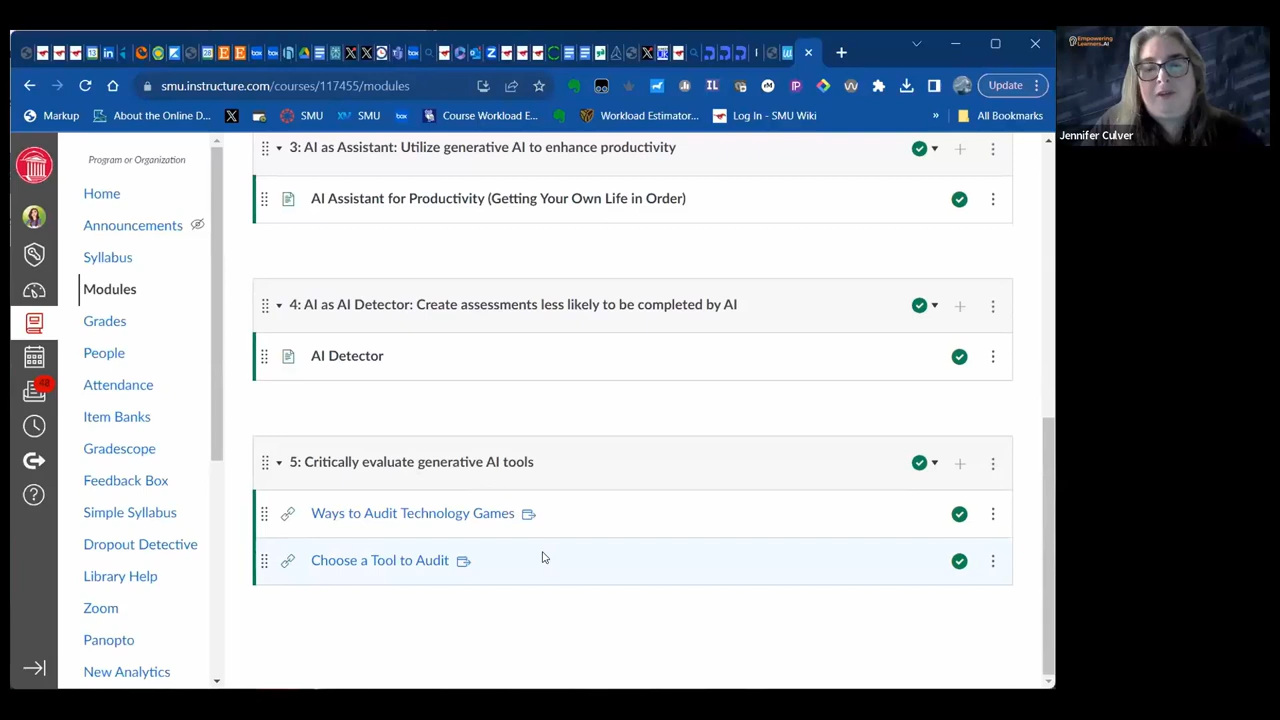 smu.instructure.com/courses/117455/modules
Update
Markup
About the Online D...
SMU
SMU
Course Workload E...
Workload Estimator...
Log In - SMU Wiki
»
All Bookmarks
Empowering
Learners.AI
Jennifer Culver
Program or Organization
Home
Announcements
Syllabus
Modules
Grades
People
Attendance
Item Banks
Gradescope
Feedback Box
Simple Syllabus
Dropout Detective
Library Help
Zoom
Panopto
New Analytics
48
3: AI as Assistant: Utilize generative AI to enhance productivity
AI Assistant for Productivity (Getting Your Own Life in Order)
4: AI as AI Detector: Create assessments less likely to be completed by AI
AI Detector
5: Critically evaluate generative AI tools
Ways to Audit Technology Games
Choose a Tool to Audit